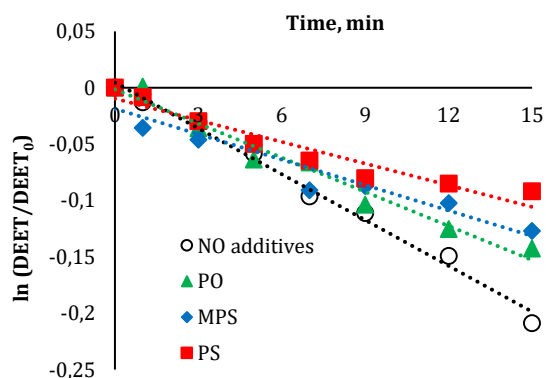 Time, min
0,05
0
-0,05
-0,1
-0,15
-0,2
-0,25
0
3
6
9
12
15
ln (DEET/DEET₀)
NO additives
PO
MPS
PS